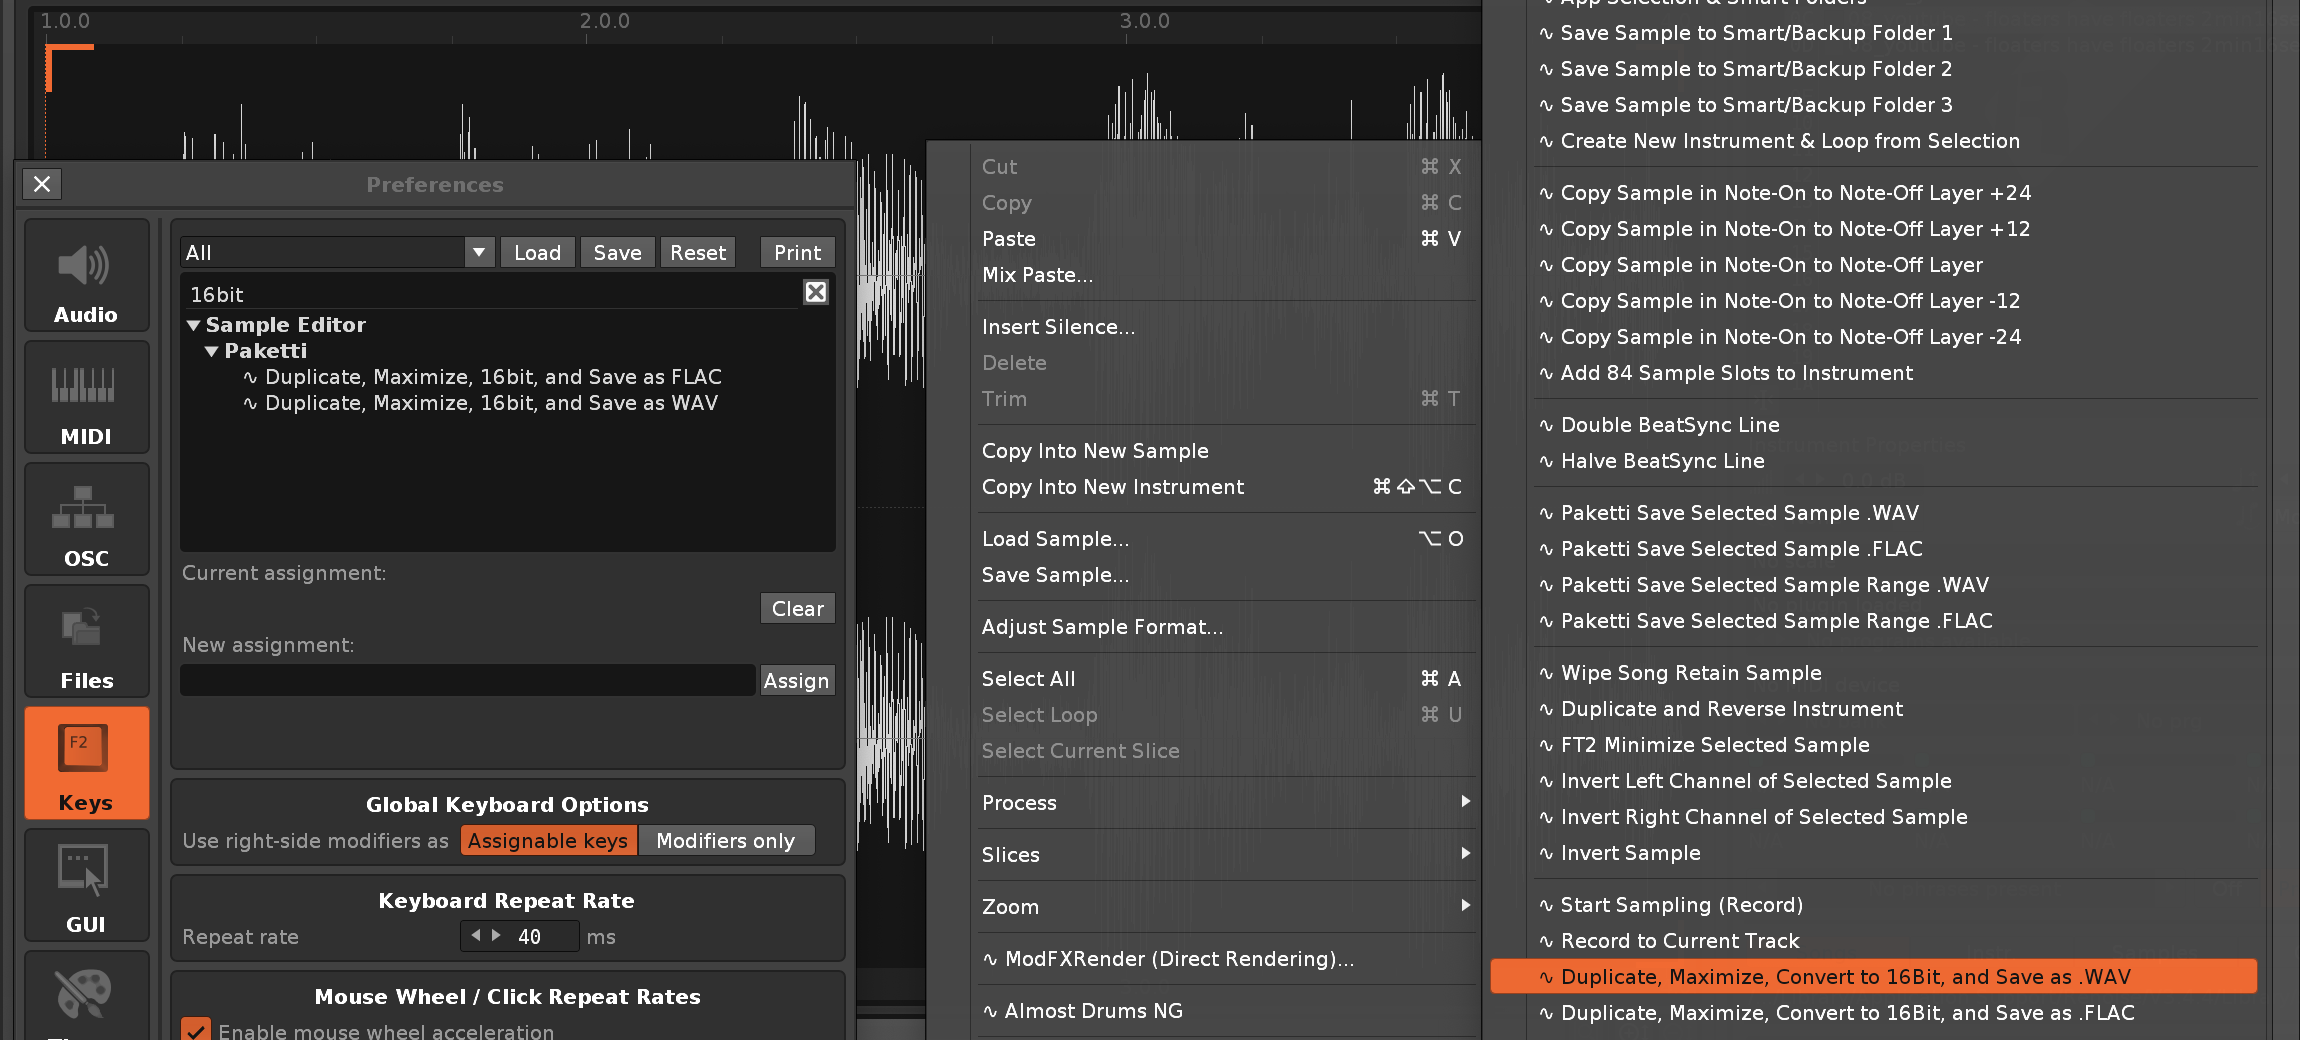 1.0.0
2.0.0
3.0.0
Preferences
Audio
MIDI
OSC
Files
F2
Keys
GUI
All
Load
Save
Reset
Print
16bit
Sample Editor
Paketti
∿ Duplicate, Maximize, 16bit, and Save as FLAC
∿ Duplicate, Maximize, 16bit, and Save as WAV
Current assignment:
Clear
New assignment:
Assign
Global Keyboard Options
Use right-side modifiers as
Assignable keys
Modifiers only
Keyboard Repeat Rate
Repeat rate
40
ms
Mouse Wheel / Click Repeat Rates
Enable mouse wheel acceleration
Cut ⌘ X
Copy ⌘ C
Paste ⌘ V
Mix Paste...
Insert Silence...
Delete
Trim ⌘ T
Copy Into New Sample
Copy Into New Instrument ⌘⇧⌥ C
Load Sample... ⌥ O
Save Sample...
Adjust Sample Format...
Select All ⌘ A
Select Loop ⌘ U
Select Current Slice
Process
Slices
Zoom
∿ ModFXRender (Direct Rendering)...
∿ Almost Drums NG
∿ App Selection & Smart Folders
∿ Save Sample to Smart/Backup Folder 1
∿ Save Sample to Smart/Backup Folder 2
∿ Save Sample to Smart/Backup Folder 3
∿ Create New Instrument & Loop from Selection
∿ Copy Sample in Note-On to Note-Off Layer +24
∿ Copy Sample in Note-On to Note-Off Layer +12
∿ Copy Sample in Note-On to Note-Off Layer
∿ Copy Sample in Note-On to Note-Off Layer -12
∿ Copy Sample in Note-On to Note-Off Layer -24
∿ Add 84 Sample Slots to Instrument
∿ Double BeatSync Line
∿ Halve BeatSync Line
∿ Paketti Save Selected Sample .WAV
∿ Paketti Save Selected Sample .FLAC
∿ Paketti Save Selected Sample Range .WAV
∿ Paketti Save Selected Sample Range .FLAC
∿ Wipe Song Retain Sample
∿ Duplicate and Reverse Instrument
∿ FT2 Minimize Selected Sample
∿ Invert Left Channel of Selected Sample
∿ Invert Right Channel of Selected Sample
∿ Invert Sample
∿ Start Sampling (Record)
∿ Record to Current Track
∿ Duplicate, Maximize, Convert to 16Bit, and Save as .WAV
∿ Duplicate, Maximize, Convert to 16Bit, and Save as .FLAC